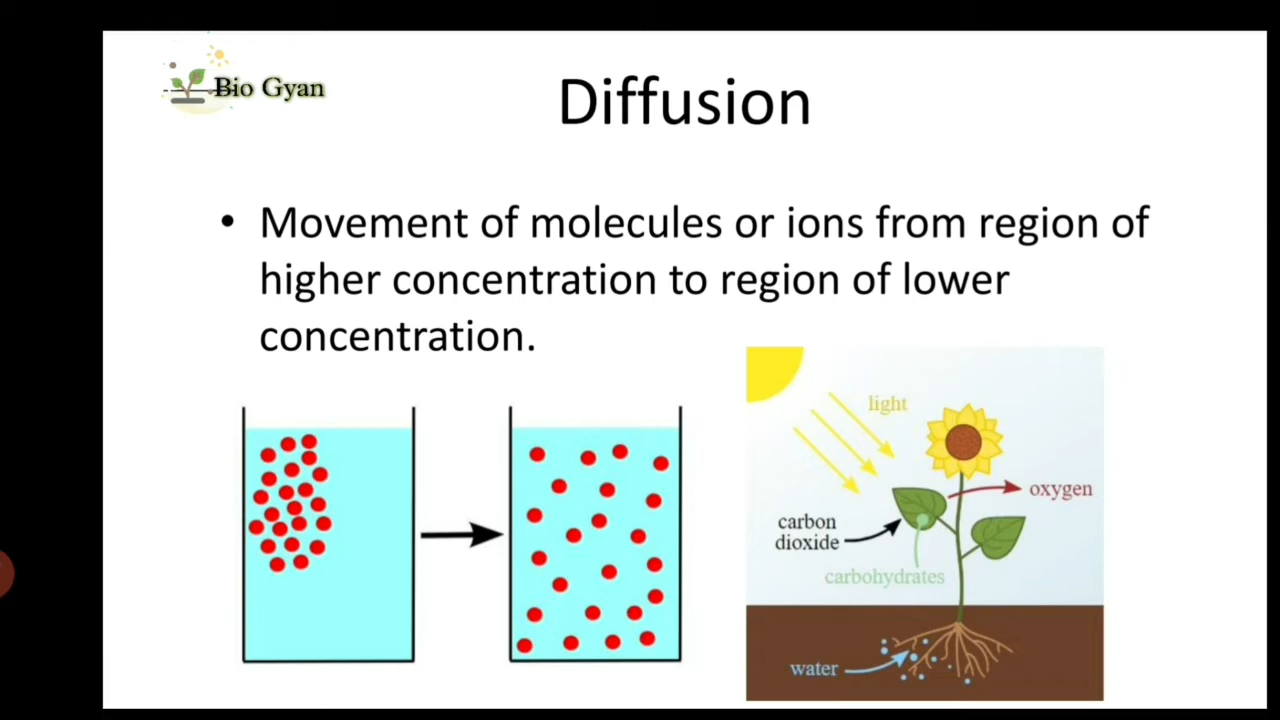 Bio Gyan
Diffusion
• Movement of molecules or ions from region of
higher concentration to region of lower
concentration.
light
oxygen
carbon
dioxide
carbohydrates
water